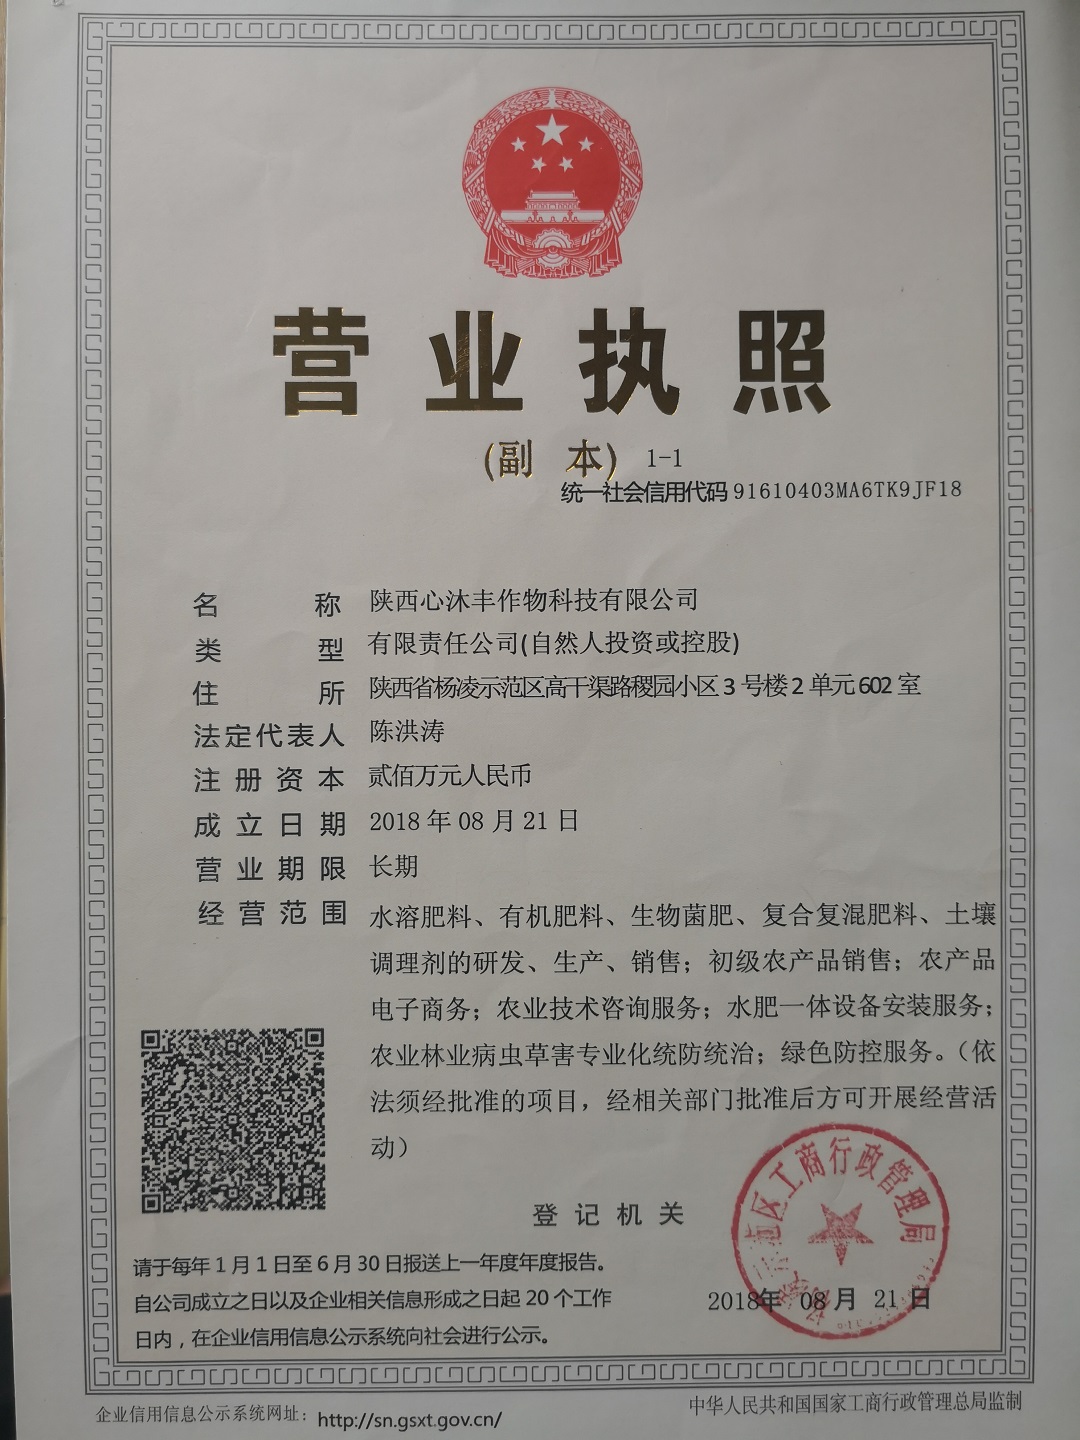 营业执照
(副本) 1-1
统一社会信用代码 91610403MA6TK9JF18
名称 陕西心沐丰作物科技有限公司
类型 有限责任公司(自然人投资或控股)
住所 陕西省杨凌示范区高干渠路稷园小区3号楼2单元602室
法定代表人 陈洪涛
注册资本 贰佰万元人民币
成立日期 2018年08月21日
营业期限 长期
经营范围 水溶肥料、有机肥料、生物菌肥、复合复混肥料、土壤
调理剂的研发、生产、销售；初级农产品销售；农产品
电子商务；农业技术咨询服务；水肥一体设备安装服务；
农业林业病虫草害专业化统防统治；绿色防控服务。（依
法须经批准的项目，经相关部门批准后方可开展经营活
动）
登记机关
示范区工商行政管理局
2018年 08月 21日
请于每年1月1日至6月30日报送上一年度年度报告。
自公司成立之日以及企业相关信息形成之日起20个工作
日内，在企业信用信息公示系统向社会进行公示。
企业信用信息公示系统网址：http://sn.gsxt.gov.cn/
中华人民共和国国家工商行政管理总局监制